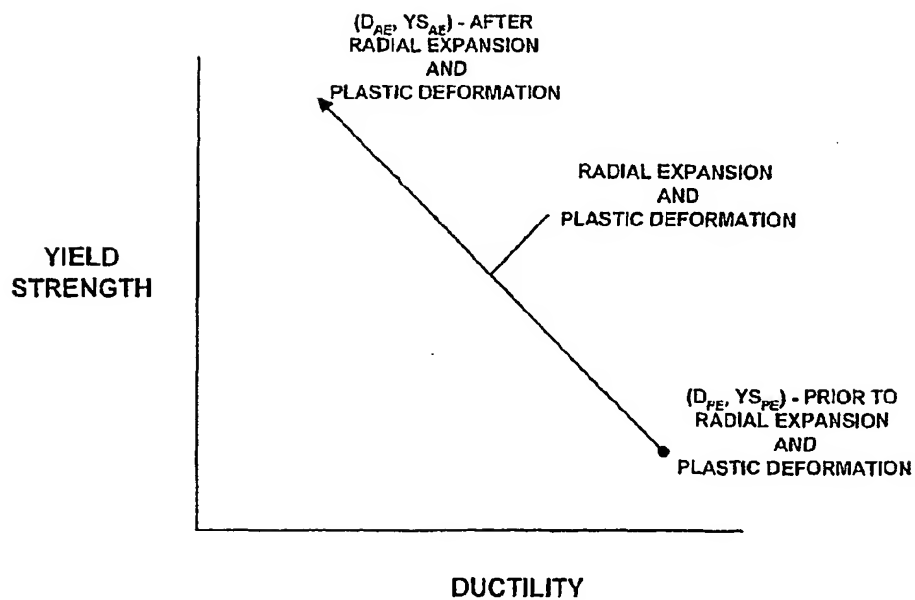 (D_AE, YS_AE) - AFTER
RADIAL EXPANSION
AND
PLASTIC DEFORMATION
RADIAL EXPANSION
AND
PLASTIC DEFORMATION
YIELD
STRENGTH
(D_PE, YS_PE) - PRIOR TO
RADIAL EXPANSION
AND
PLASTIC DEFORMATION
DUCTILITY